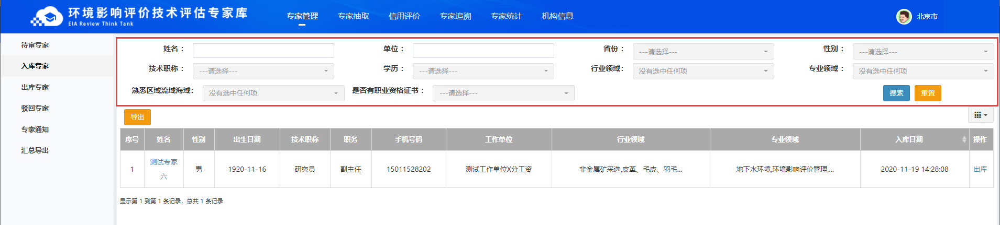 环境影响评价技术评估专家库
EIA Review Think Tank
专家管理 专家抽取 信用评价 专家追溯 专家统计 机构信息 北京市
待审专家
入库专家
出库专家
驳回专家
专家通知
汇总导出
姓名： 单位： 省份： ---请选择--- 性别： ---请选择---
技术职称： ---请选择--- 学历： ---请选择--- 行业领域： 没有选中任何项 专业领域： 没有选中任何项
熟悉区域流域海域： 没有选中任何项 是否有职业资格证书： ---请选择--- 搜索 重置
导出
序号 姓名 性别 出生日期 技术职称 职务 手机号码 工作单位 行业领域 专业领域 入库日期 操作
1 测试专家六 男 1920-11-16 研究员 副主任 15011528202 测试工作单位X分工资 非金属矿采选,皮革、毛皮、羽毛... 地下水环境,环境影响评价管理,... 2020-11-19 14:28:08 出库
显示第 1 到第 1 条记录，总共 1 条记录